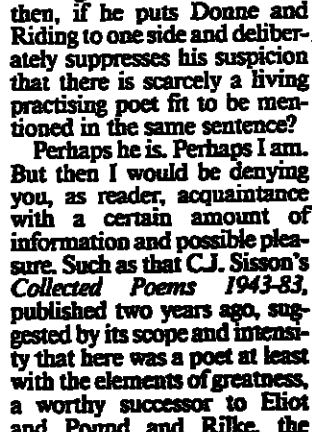 then, if he puts Donne and
Riding to one side and deliber-
ately suppresses his suspicion
that there is scarcely a living
practising poet fit to be men-
tioned in the same sentence?
Perhaps he is. Perhaps I am.
But then I would be denying
you, as reader, acquaintance
with a certain amount of
information and possible plea-
sure. Such as that C.J. Sisson's
Collected Poems 1943-83,
published two years ago, sug-
gested by its scope and intensi-
ty that here was a poet at least
with the elements of greatness,
a worthy successor to Eliot
and Pound and Rilke, the